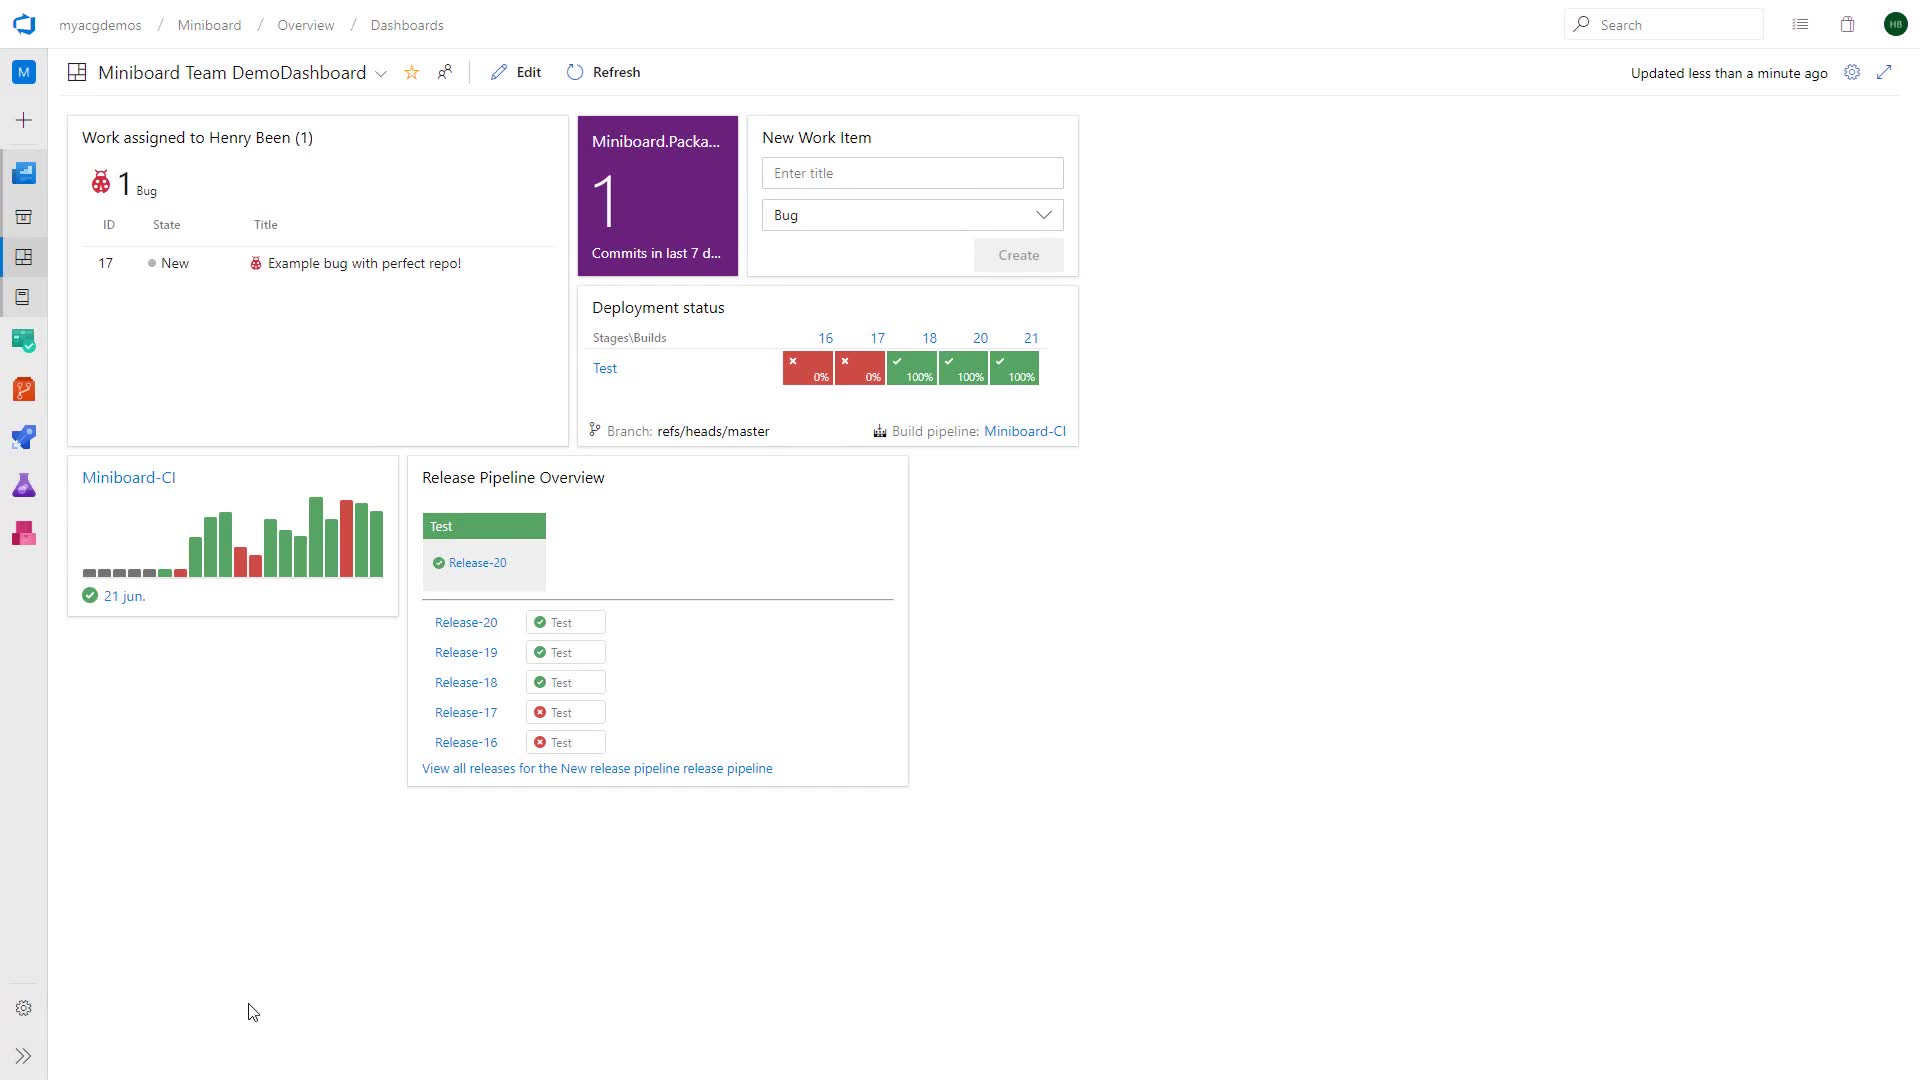 myacgdemos / Miniboard / Overview / Dashboards
Search
HB
M
Miniboard Team DemoDashboard
Edit
Refresh
Updated less than a minute ago
Work assigned to Henry Been (1)
1 Bug
ID State Title
17 New Example bug with perfect repo!
Miniboard.Packa...
1
Commits in last 7 d...
New Work Item
Enter title
Bug
Create
Deployment status
Stages\Builds 16 17 18 20 21
Test 0% 0% 100% 100% 100%
Branch: refs/heads/master Build pipeline: Miniboard-CI
Miniboard-CI
21 jun.
Release Pipeline Overview
Test
Release-20
Release-20 Test
Release-19 Test
Release-18 Test
Release-17 Test
Release-16 Test
View all releases for the New release pipeline release pipeline